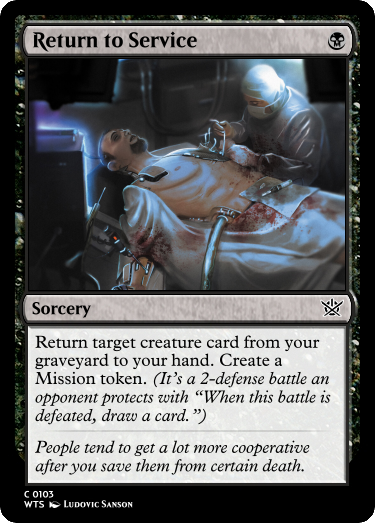 Return to Service
Sorcery
Return target creature card from your
graveyard to your hand. Create a
Mission token. (It's a 2-defense battle an
opponent protects with “When this battle is
defeated, draw a card.”)
People tend to get a lot more cooperative
after you save them from certain death.
C 0103
WTS Ludovic Sanson